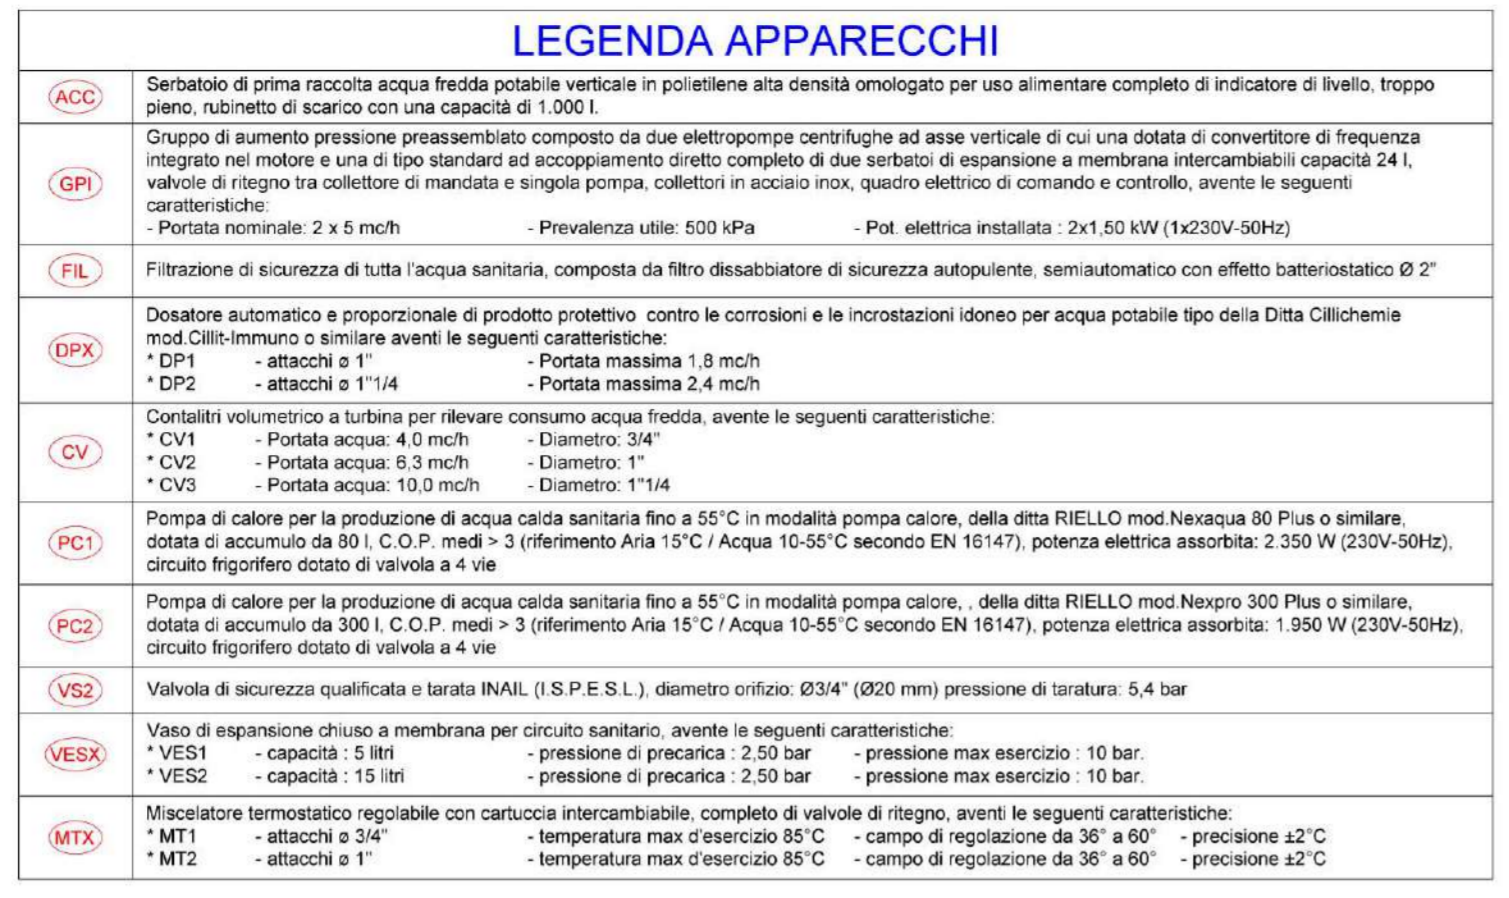 LEGENDA APPARECCHI
ACC
Serbatoio di prima raccolta acqua fredda potabile verticale in polietilene alta densità omologato per uso alimentare completo di indicatore di livello, troppo
pieno, rubinetto di scarico con una capacità di 1.000 l.
GPI
Gruppo di aumento pressione preassemblato composto da due elettropompe centrifughe ad asse verticale di cui una dotata di convertitore di frequenza
integrato nel motore e una di tipo standard ad accoppiamento diretto completo di due serbatoi di espansione a membrana intercambiabili capacità 24 l,
valvole di ritegno tra collettore di mandata e singola pompa, collettori in acciaio inox, quadro elettrico di comando e controllo, avente le seguenti
caratteristiche:
- Portata nominale: 2 x 5 mc/h - Prevalenza utile: 500 kPa - Pot. elettrica installata : 2x1,50 kW (1x230V-50Hz)
FIL
Filtrazione di sicurezza di tutta l'acqua sanitaria, composta da filtro dissabbiatore di sicurezza autopulente, semiautomatico con effetto batteriostatico Ø 2"
DPX
Dosatore automatico e proporzionale di prodotto protettivo contro le corrosioni e le incrostazioni idoneo per acqua potabile tipo della Ditta Cillichemie
mod.Cillit-Immuno o similare aventi le seguenti caratteristiche:
* DP1 - attacchi ø 1" - Portata massima 1,8 mc/h
* DP2 - attacchi ø 1"1/4 - Portata massima 2,4 mc/h
CV
Contalitri volumetrico a turbina per rilevare consumo acqua fredda, avente le seguenti caratteristiche:
* CV1 - Portata acqua: 4,0 mc/h - Diametro: 3/4"
* CV2 - Portata acqua: 6,3 mc/h - Diametro: 1"
* CV3 - Portata acqua: 10,0 mc/h - Diametro: 1"1/4
PC1
Pompa di calore per la produzione di acqua calda sanitaria fino a 55°C in modalità pompa calore, della ditta RIELLO mod.Nexaqua 80 Plus o similare,
dotata di accumulo da 80 l, C.O.P. medi > 3 (riferimento Aria 15°C / Acqua 10-55°C secondo EN 16147), potenza elettrica assorbita: 2.350 W (230V-50Hz),
circuito frigorifero dotato di valvola a 4 vie
PC2
Pompa di calore per la produzione di acqua calda sanitaria fino a 55°C in modalità pompa calore, , della ditta RIELLO mod.Nexpro 300 Plus o similare,
dotata di accumulo da 300 l, C.O.P. medi > 3 (riferimento Aria 15°C / Acqua 10-55°C secondo EN 16147), potenza elettrica assorbita: 1.950 W (230V-50Hz),
circuito frigorifero dotato di valvola a 4 vie
VS2
Valvola di sicurezza qualificata e tarata INAIL (I.S.P.E.S.L.), diametro orifizio: Ø3/4" (Ø20 mm) pressione di taratura: 5,4 bar
VESX
Vaso di espansione chiuso a membrana per circuito sanitario, avente le seguenti caratteristiche:
* VES1 - capacità : 5 litri - pressione di precarica : 2,50 bar - pressione max esercizio : 10 bar.
* VES2 - capacità : 15 litri - pressione di precarica : 2,50 bar - pressione max esercizio : 10 bar.
MTX
Miscelatore termostatico regolabile con cartuccia intercambiabile, completo di valvole di ritegno, aventi le seguenti caratteristiche:
* MT1 - attacchi ø 3/4" - temperatura max d'esercizio 85°C - campo di regolazione da 36° a 60° - precisione ±2°C
* MT2 - attacchi ø 1" - temperatura max d'esercizio 85°C - campo di regolazione da 36° a 60° - precisione ±2°C